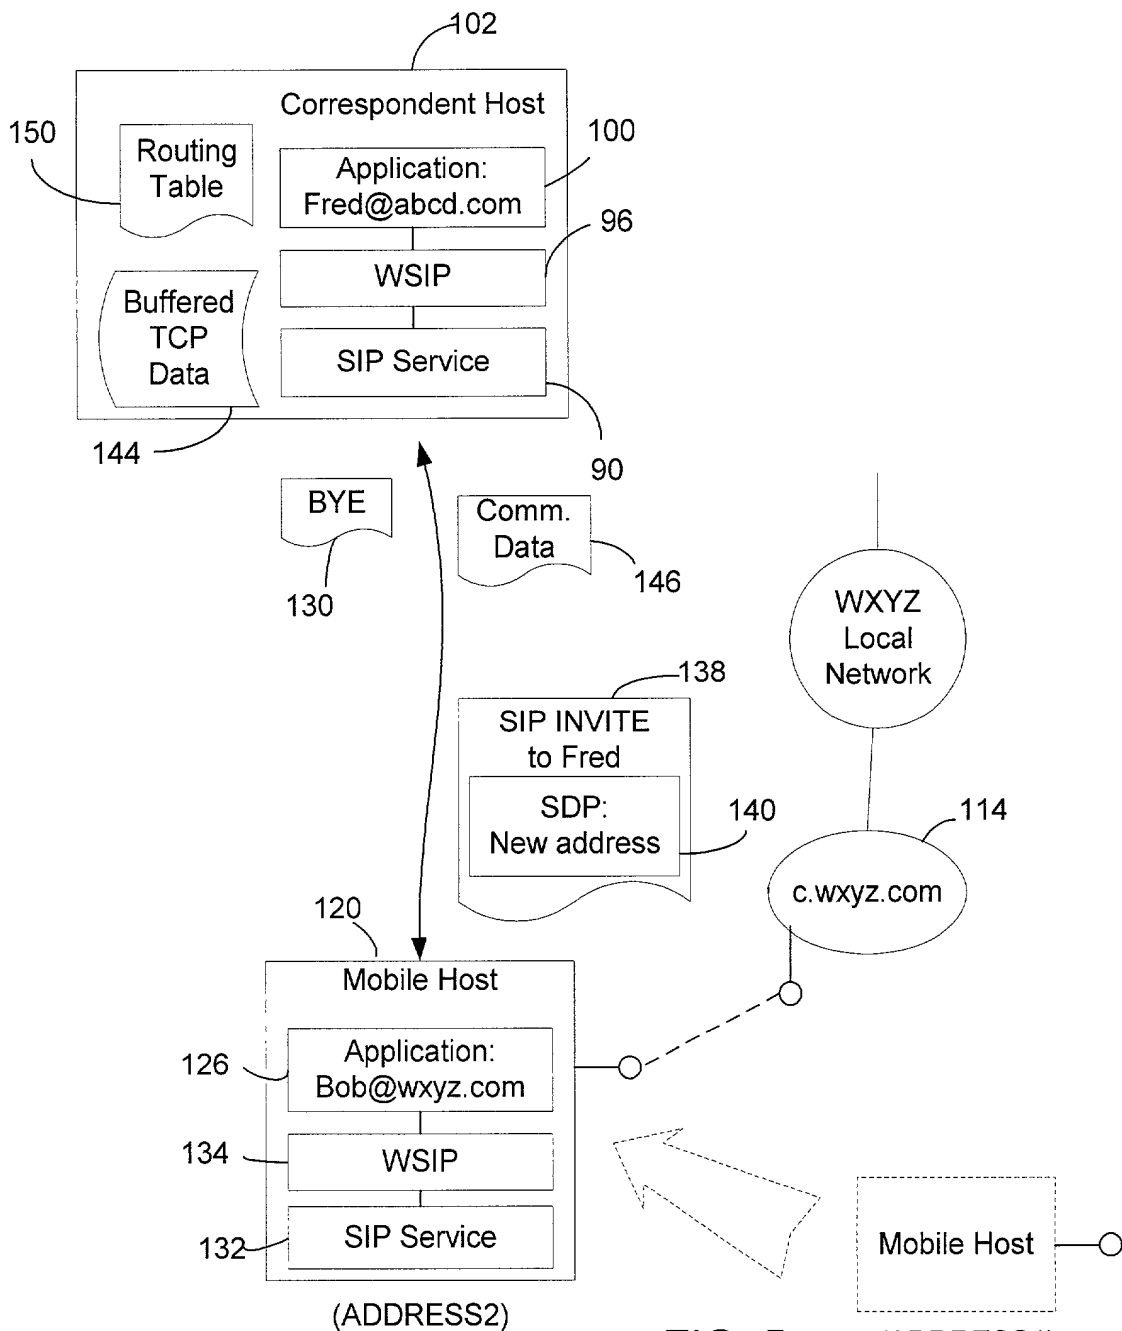 102
Correspondent Host
150
Routing
Table
100
Application:
Fred@abcd.com
96
WSIP
Buffered
TCP
Data
SIP Service
144
90
BYE
130
Comm.
Data
146
WXYZ
Local
Network
138
SIP INVITE
to Fred
SDP:
New address
140
114
c.wxyz.com
120
Mobile Host
126
Application:
Bob@wxyz.com
134
WSIP
132
SIP Service
Mobile Host
(ADDRESS2)